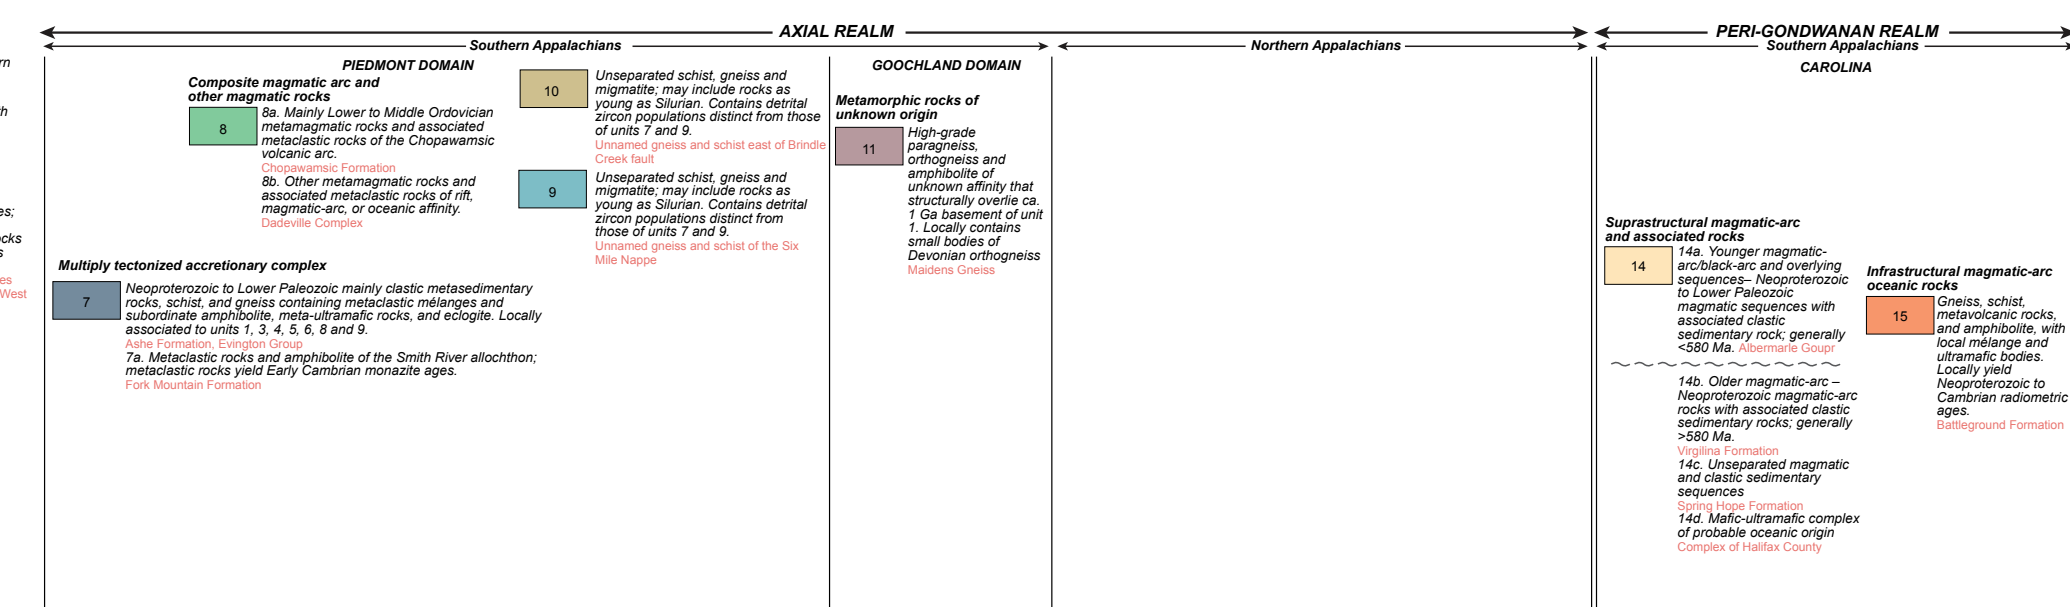 AXIAL REALM
PERI-GONDWANAN REALM
Southern Appalachians
Northern Appalachians
Southern Appalachians
rn
th
es;
ocks
s
es
West
PIEDMONT DOMAIN
Composite magmatic arc and
other magmatic rocks
8
8a. Mainly Lower to Middle Ordovician
metamagmatic rocks and associated
metaclastic rocks of the Chopawamsic
volcanic arc.
Chopawamsic Formation
8b. Other metamagmatic rocks and
associated metaclastic rocks of rift,
magmatic-arc, or oceanic affinity.
Dadeville Complex
10
Unseparated schist, gneiss and
migmatite; may include rocks as
young as Silurian. Contains detrital
zircon populations distinct from those
of units 7 and 9.
Unnamed gneiss and schist east of Brindle
Creek fault
9
Unseparated schist, gneiss and
migmatite; may include rocks as
young as Silurian. Contains detrital
zircon populations distinct from
those of units 7 and 9.
Unnamed gneiss and schist of the Six
Mile Nappe
Multiply tectonized accretionary complex
7
Neoproterozoic to Lower Paleozoic mainly clastic metasedimentary
rocks, schist, and gneiss containing metaclastic mélanges and
subordinate amphibolite, meta-ultramafic rocks, and eclogite. Locally
associated to units 1, 3, 4, 5, 6, 8 and 9.
Ashe Formation, Evington Group
7a. Metaclastic rocks and amphibolite of the Smith River allochthon;
metaclastic rocks yield Early Cambrian monazite ages.
Fork Mountain Formation
GOOCHLAND DOMAIN
Metamorphic rocks of
unknown origin
11
High-grade
paragneiss,
orthogneiss and
amphibolite of
unknown affinity that
structurally overlie ca.
1 Ga basement of unit
1. Locally contains
small bodies of
Devonian orthogneiss
Maidens Gneiss
CAROLINA
Suprastructural magmatic-arc
and associated rocks
14
14a. Younger magmatic-
arc/black-arc and overlying
sequences– Neoproterozoic
to Lower Paleozoic
magmatic sequences with
associated clastic
sedimentary rock; generally
<580 Ma. Albermarle Goupr
14b. Older magmatic-arc –
Neoproterozoic magmatic-arc
rocks with associated clastic
sedimentary rocks; generally
>580 Ma.
Virgilina Formation
14c. Unseparated magmatic
and clastic sedimentary
sequences
Spring Hope Formation
14d. Mafic-ultramafic complex
of probable oceanic origin
Complex of Halifax County
Infrastructural magmatic-arc
oceanic rocks
15
Gneiss, schist,
metavolcanic rocks,
and amphibolite, with
local mélange and
ultramafic bodies.
Locally yield
Neoproterozoic to
Cambrian radiometric
ages.
Battleground Formation